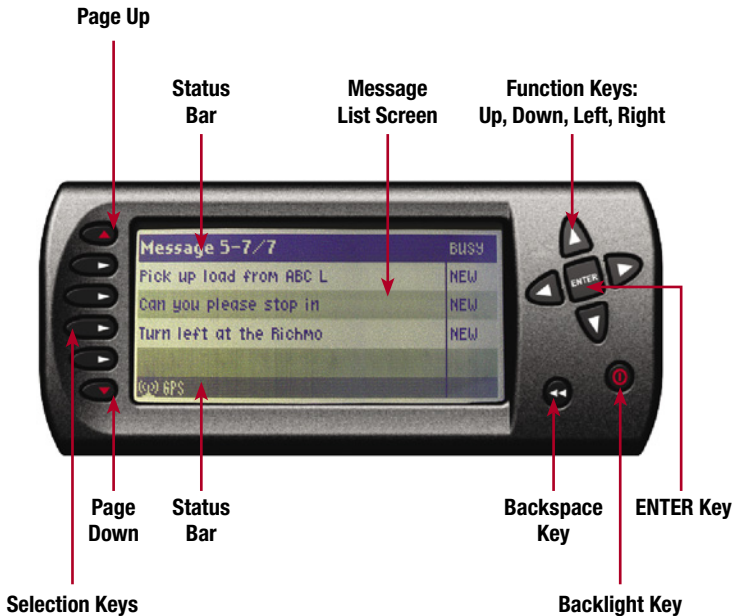 Page Up
Status
Bar
Message
List Screen
Function Keys:
Up, Down, Left, Right
Message 5-7/7 BUSY
Pick up load from ABC L NEW
Can you please stop in NEW
Turn left at the Richmo NEW
GPS
ENTER
Page
Down
Status
Bar
Backspace
Key
ENTER Key
Selection Keys
Backlight Key